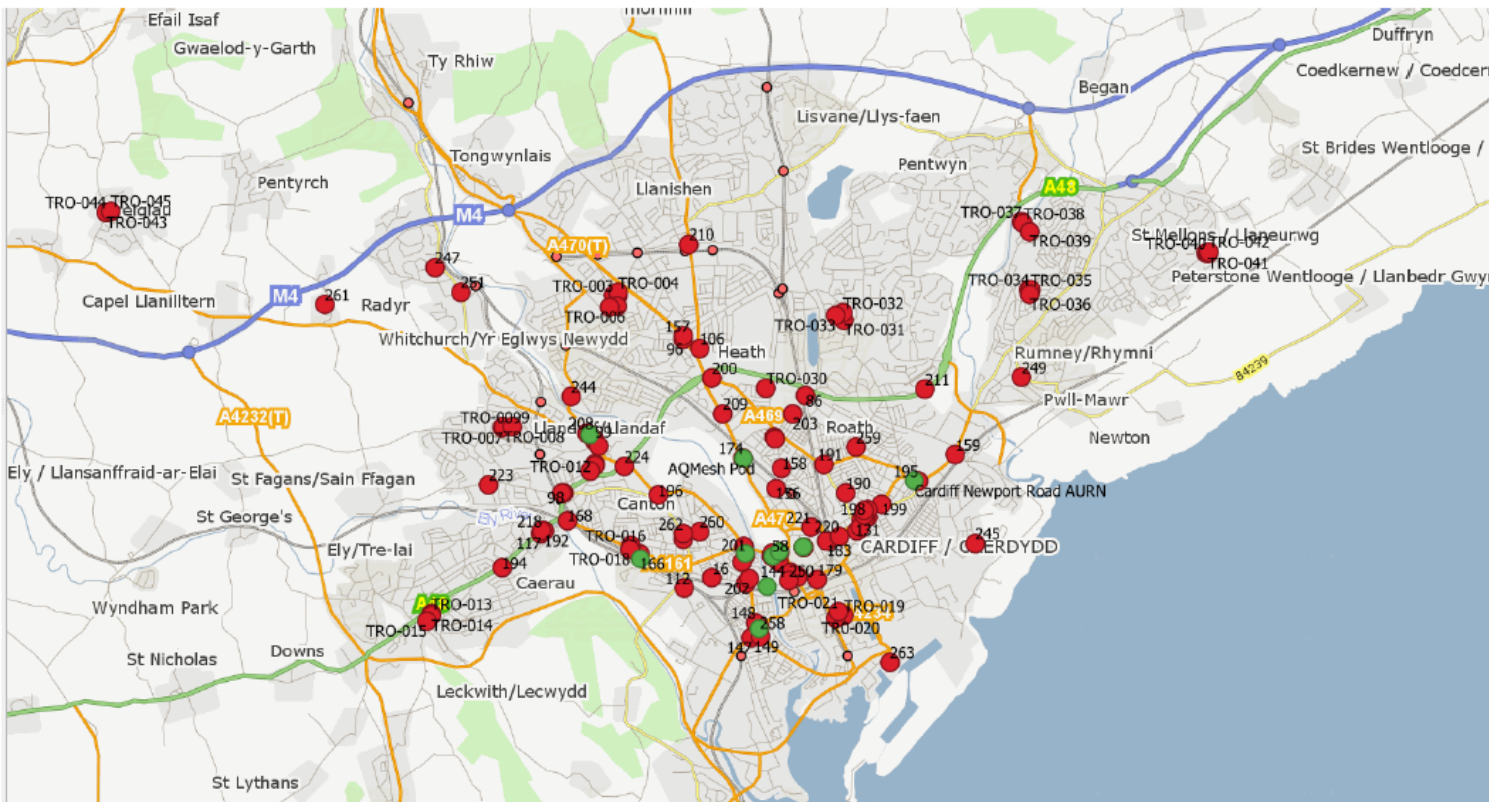 Efail Isaf
Thornhill
Duffryn
Gwaelod-y-Garth
Ty Rhiw
Coedkernew / Coedcern
Began
Lisvane/Llys-faen
Tongwynlais
Pentwyn
St Brides Wentlooge /
Pentyrch
Llanishen
A48
TRO-044
TRO-045
TRO-043
M4
TRO-037
TRO-038
TRO-039
St Mellons / Llaneurwg
TRO-040
TRO-042
TRO-041
A470(T)
210
247
251
Peterstone Wentlooge / Llanbedr Gwyn
M4
Capel Llanilltern
261
Radyr
TRO-003
TRO-004
TRO-006
TRO-034
TRO-035
TRO-036
TRO-032
TRO-033
TRO-031
Whitchurch/Yr Eglwys Newydd
157
96
106
Heath
Rumney/Rhymni
200
TRO-030
249
B4239
244
86
211
Pwll-Mawr
A4232(T)
209
A469
203
TRO-0099
TRO-007
TRO-008
208
99
Llandaf
Roath
Newton
259
159
174
Ely / Llansanffraid-ar-Elai
St Fagans/Sain Ffagan
TRO-012
224
AQMesh Pod
158
191
195
223
Cardiff Newport Road AURN
98
196
156
190
Canton
198
199
St George's
168
218
192
117
262
260
221
220
131
245
Ely/Tre-lai
TRO-016
TRO-018
166
201
58
183
CARDIFF / CAERDYDD
194
Caerau
A4161
16
144
179
112
202
Wyndham Park
TRO-013
TRO-015
TRO-014
TRO-021
TRO-019
TRO-020
148
258
147
149
Downs
St Nicholas
263
Leckwith/Lecwydd
St Lythans